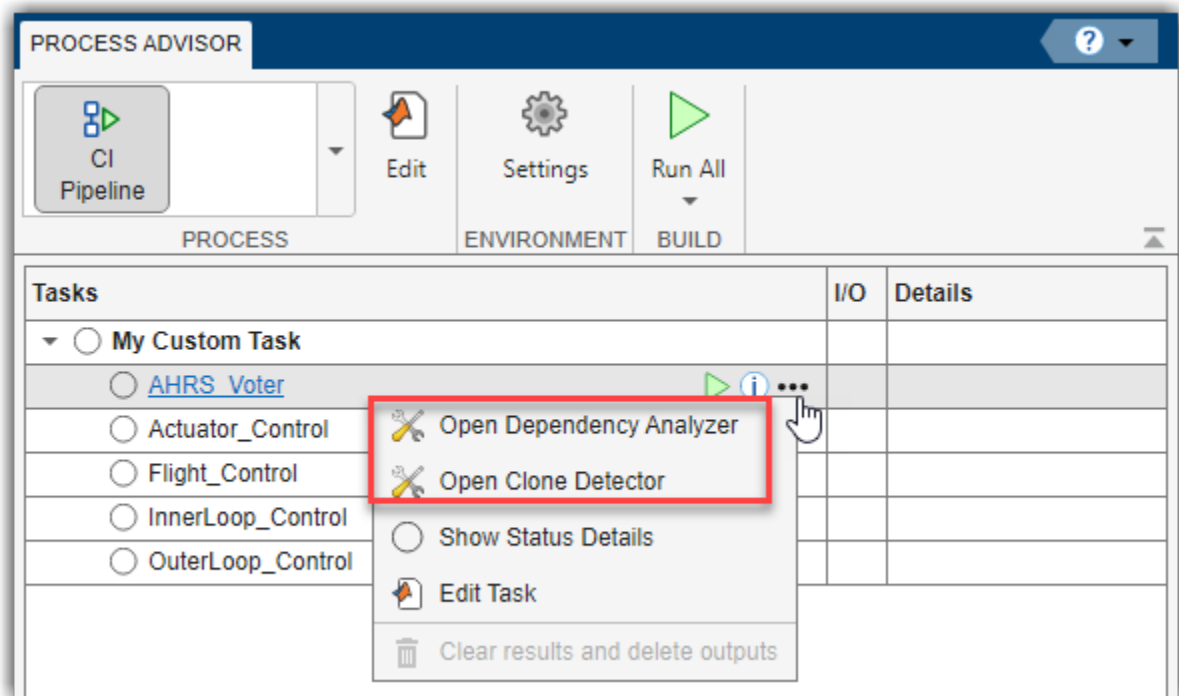 PROCESS ADVISOR
?
CI
Pipeline
Edit
Settings
Run All
PROCESS
ENVIRONMENT
BUILD
Tasks I/O Details
My Custom Task
AHRS_Voter
Actuator_Control
Flight_Control
InnerLoop_Control
OuterLoop_Control
Open Dependency Analyzer
Open Clone Detector
Show Status Details
Edit Task
Clear results and delete outputs